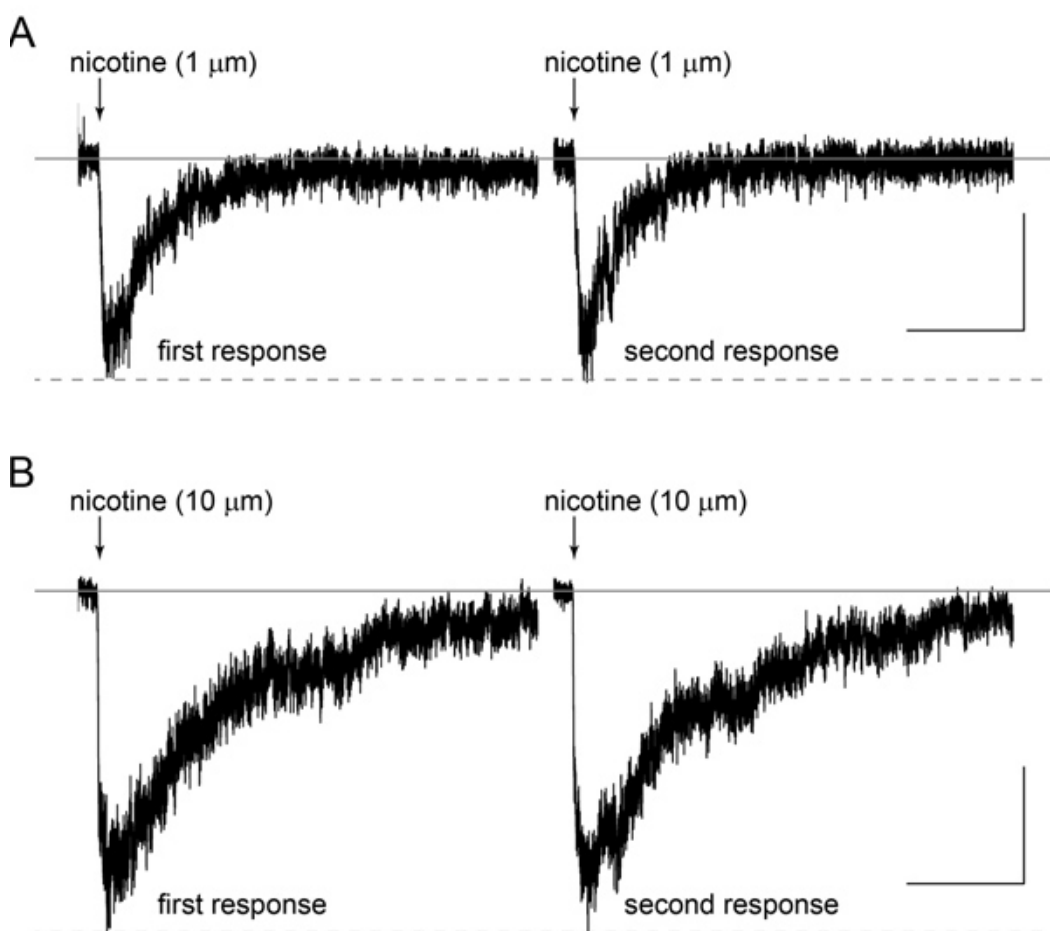 A
nicotine (1 μm) nicotine (1 μm)
first response second response
B
nicotine (10 μm) nicotine (10 μm)
first response second response